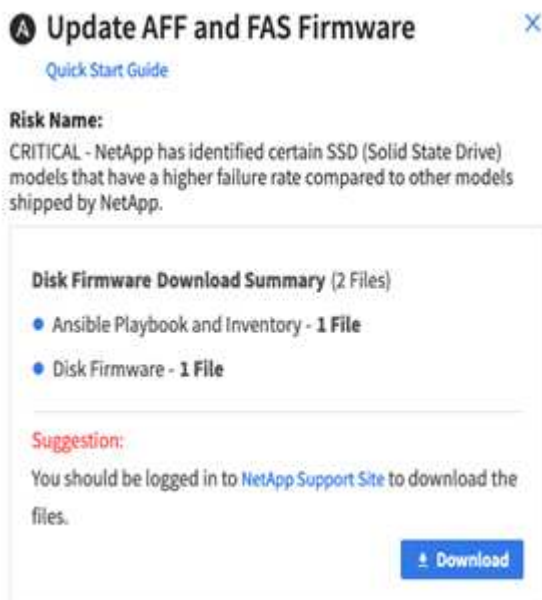 Update AFF and FAS Firmware
Quick Start Guide
Risk Name:
CRITICAL - NetApp has identified certain SSD (Solid State Drive)
models that have a higher failure rate compared to other models
shipped by NetApp.
Disk Firmware Download Summary (2 Files)
Ansible Playbook and Inventory - 1 File
Disk Firmware - 1 File
Suggestion:
You should be logged in to NetApp Support Site to download the
files.
Download